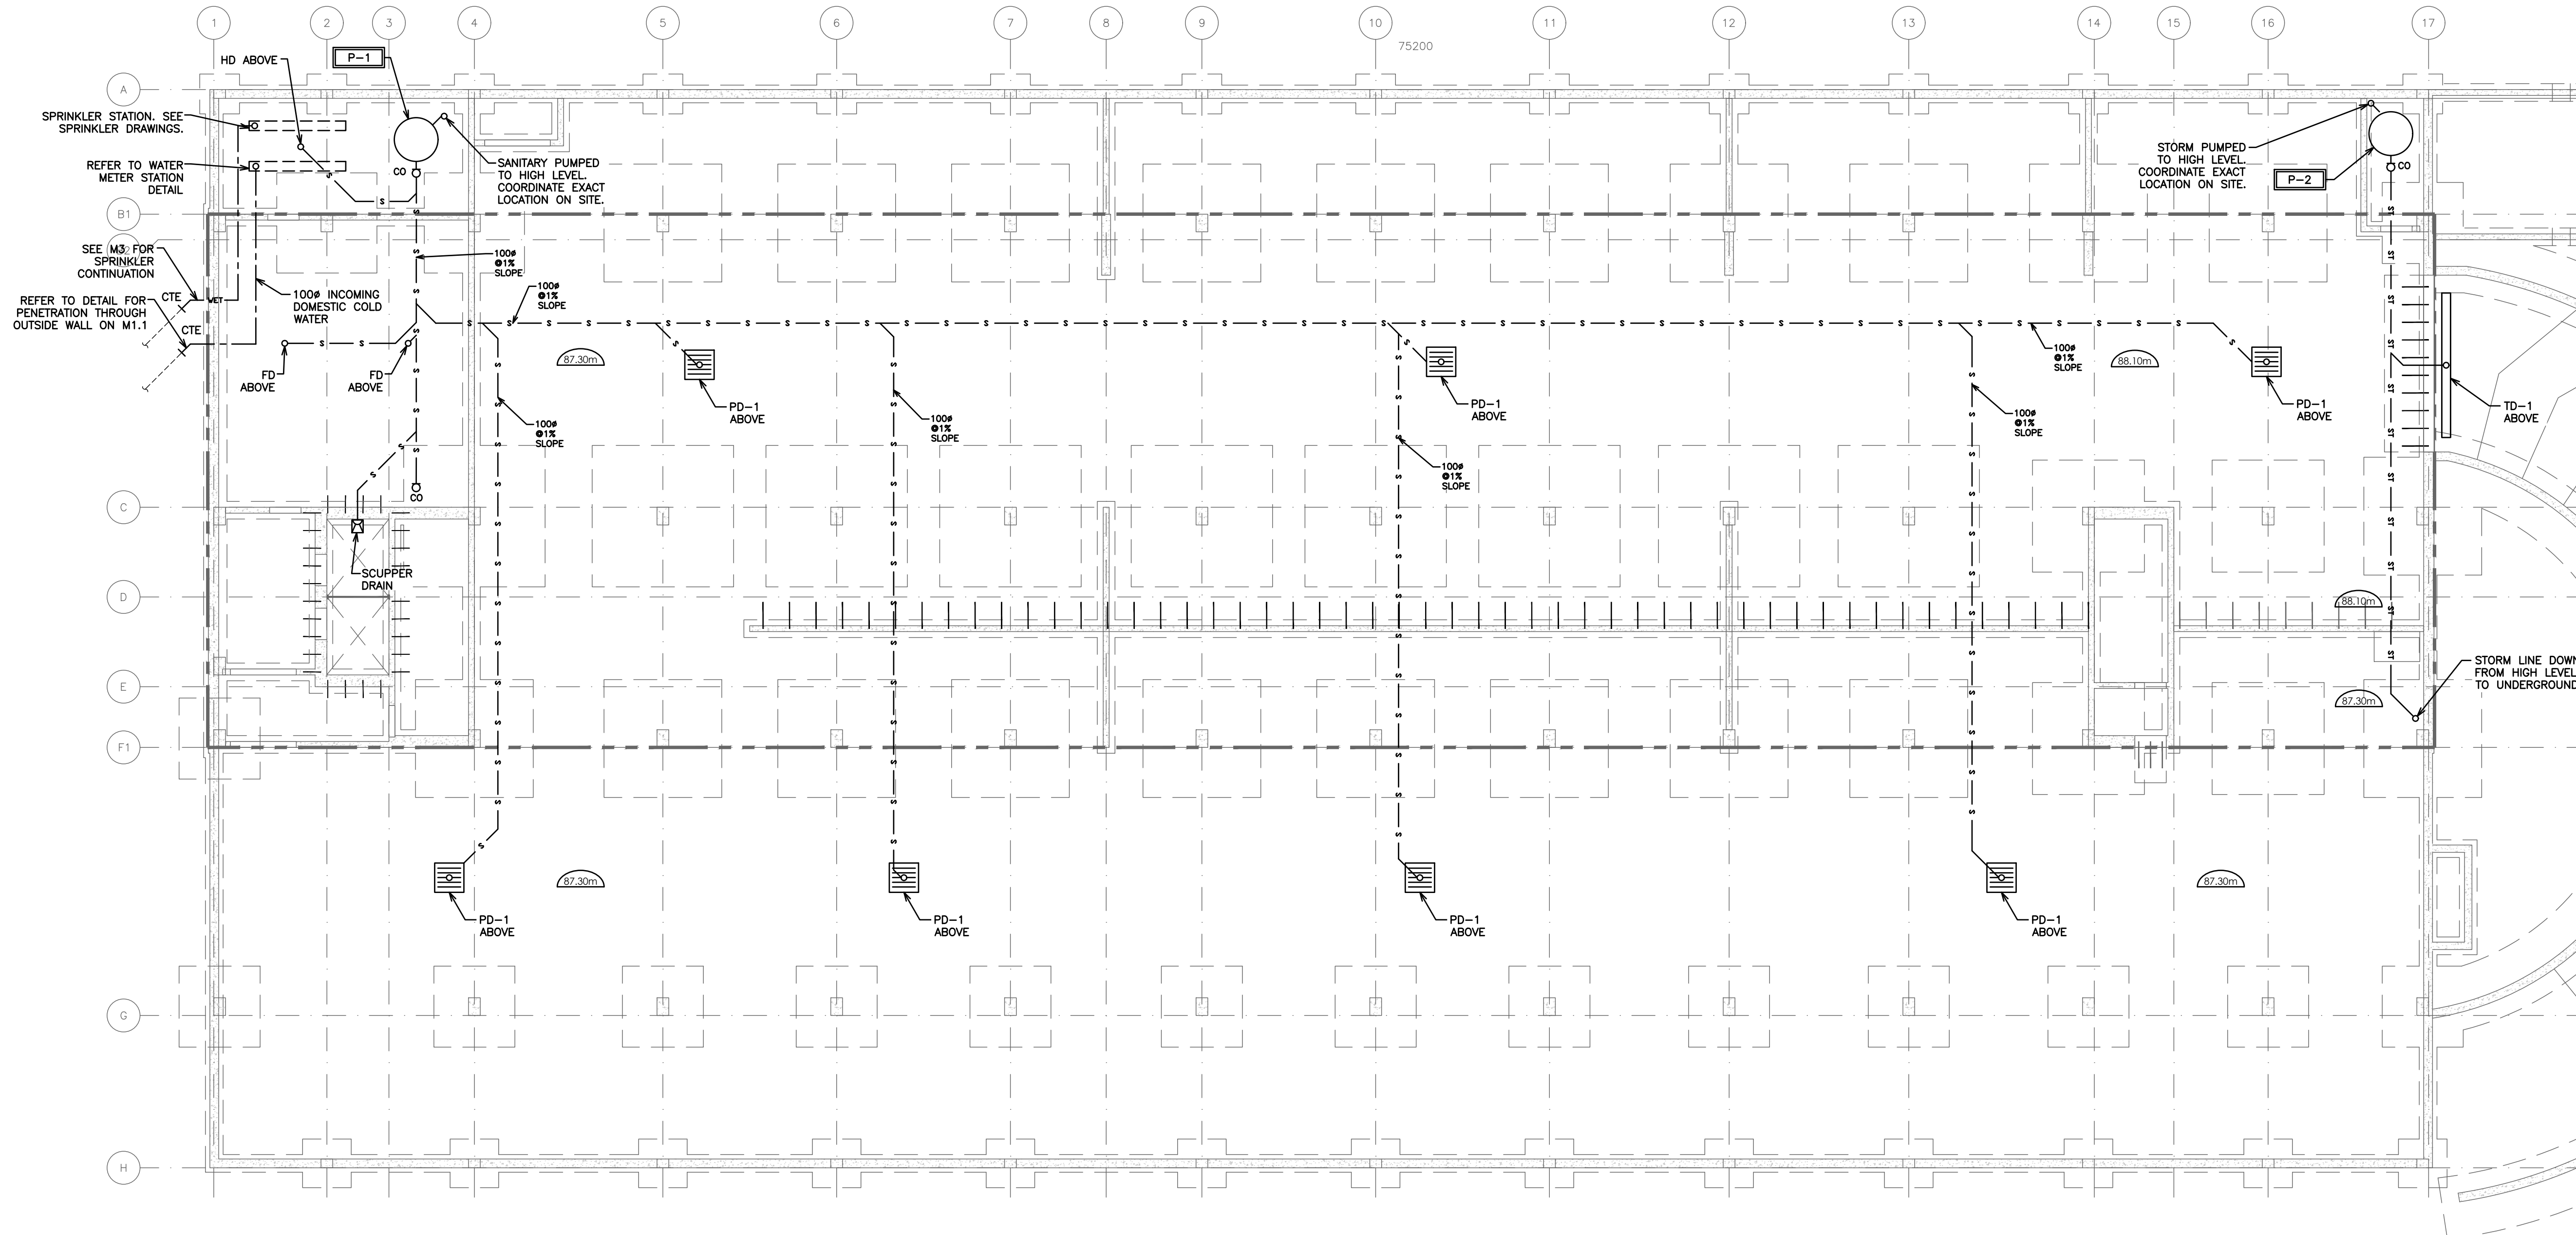 1 2 3 4 5 6 7 8 9 10 11 12 13 14 15 16 17
75200
A
B1
C
D
E
F1
G
H
HD ABOVE
P-1
SPRINKLER STATION. SEE
SPRINKLER DRAWINGS.
REFER TO WATER
METER STATION
DETAIL
CO
SANITARY PUMPED
TO HIGH LEVEL.
COORDINATE EXACT
LOCATION ON SITE.
STORM PUMPED
TO HIGH LEVEL.
COORDINATE EXACT
LOCATION ON SITE.
P-2
CO
SEE M3 FOR
SPRINKLER
CONTINUATION
CTE
WET
REFER TO DETAIL FOR
PENETRATION THROUGH
OUTSIDE WALL ON M1.1
CTE
100ø INCOMING
DOMESTIC COLD
WATER
100ø
@1%
SLOPE
100ø
@1%
SLOPE
FD
ABOVE
FD
ABOVE
87.30m
PD-1
ABOVE
PD-1
ABOVE
100ø
@1%
SLOPE
88.10m
PD-1
ABOVE
TD-1
ABOVE
100ø
@1%
SLOPE
100ø
@1%
SLOPE
100ø
@1%
SLOPE
100ø
@1%
SLOPE
CO
SCUPPER
DRAIN
88.10m
STORM LINE DOWN
FROM HIGH LEVEL
TO UNDERGROUND
87.30m
87.30m
87.30m
PD-1
ABOVE
PD-1
ABOVE
PD-1
ABOVE
PD-1
ABOVE
S S S S S S S S
ST ST ST ST ST ST ST ST